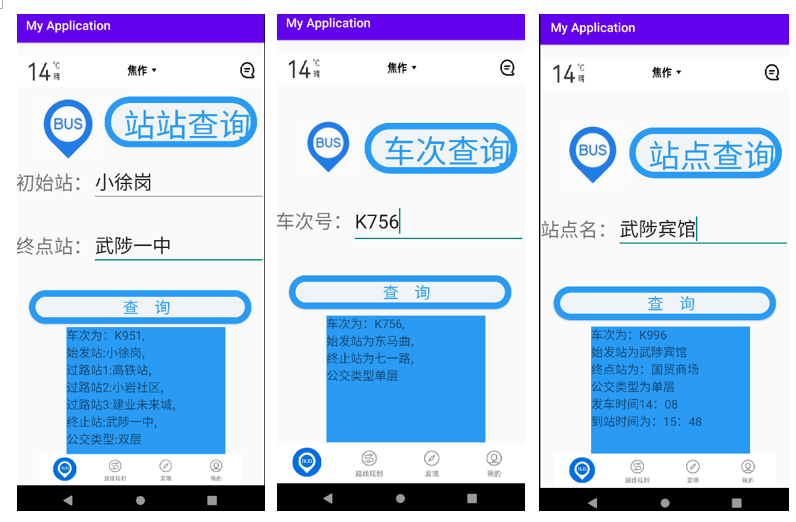 My Application
14 ℃
晴
焦作
BUS
站站查询
初始站： 小徐岗
终点站： 武陟一中
查 询
车次为：K951,
始发站:小徐岗,
过路站1:高铁站,
过路站2:小岩社区,
过路站3:建业未来城,
终止站:武陟一中,
公交类型:双层
BUS
路线规划
发现
我的
My Application
14 ℃
晴
焦作
BUS
车次查询
车次号： K756
查 询
车次为：K756,
始发站为东马曲,
终止站为七一路,
公交类型单层
BUS
路线规划
发现
我的
My Application
14 ℃
晴
焦作
BUS
站点查询
站点名： 武陟宾馆
查 询
车次为：K996
始发站为武陟宾馆
终点站为：国贸商场
公交类型为单层
发车时间14：08
到站时间为：15：48
BUS
路线规划
发现
我的